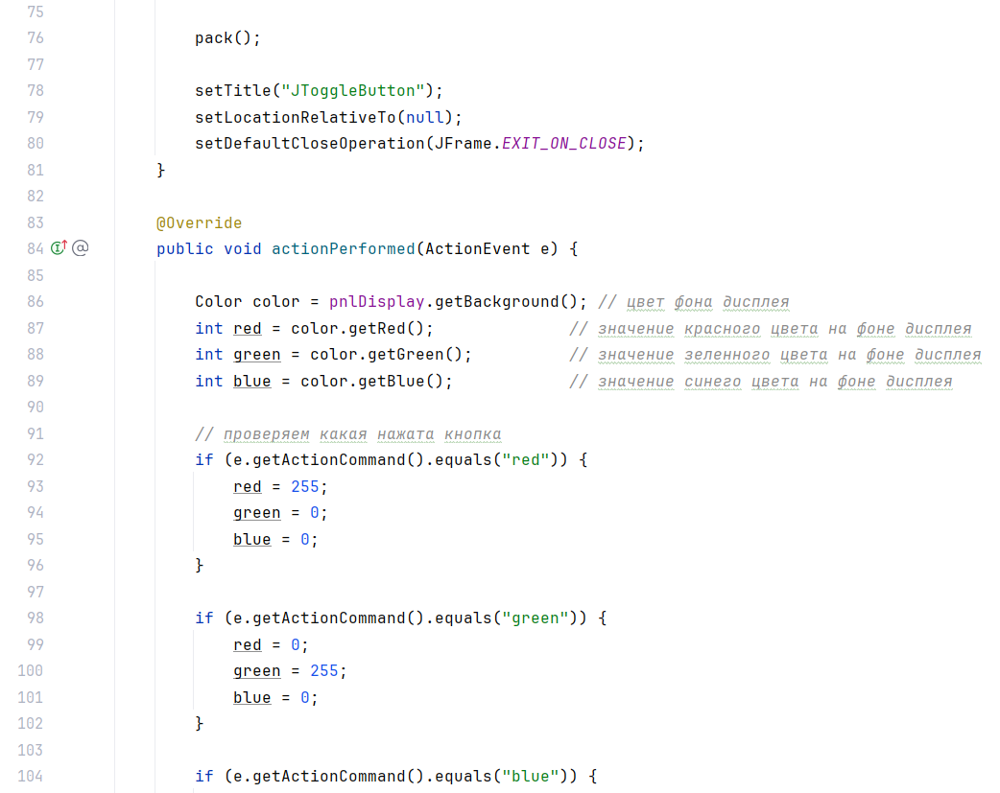 75
76 pack();
77
78 setTitle("JToggleButton");
79 setLocationRelativeTo(null);
80 setDefaultCloseOperation(JFrame.EXIT_ON_CLOSE);
81 }
82
83 @Override
84 public void actionPerformed(ActionEvent e) {
85
86 Color color = pnlDisplay.getBackground(); // цвет фона дисплея
87 int red = color.getRed(); // значение красного цвета на фоне дисплея
88 int green = color.getGreen(); // значение зеленного цвета на фоне дисплея
89 int blue = color.getBlue(); // значение синего цвета на фоне дисплея
90
91 // проверяем какая нажата кнопка
92 if (e.getActionCommand().equals("red")) {
93 red = 255;
94 green = 0;
95 blue = 0;
96 }
97
98 if (e.getActionCommand().equals("green")) {
99 red = 0;
100 green = 255;
101 blue = 0;
102 }
103
104 if (e.getActionCommand().equals("blue")) {